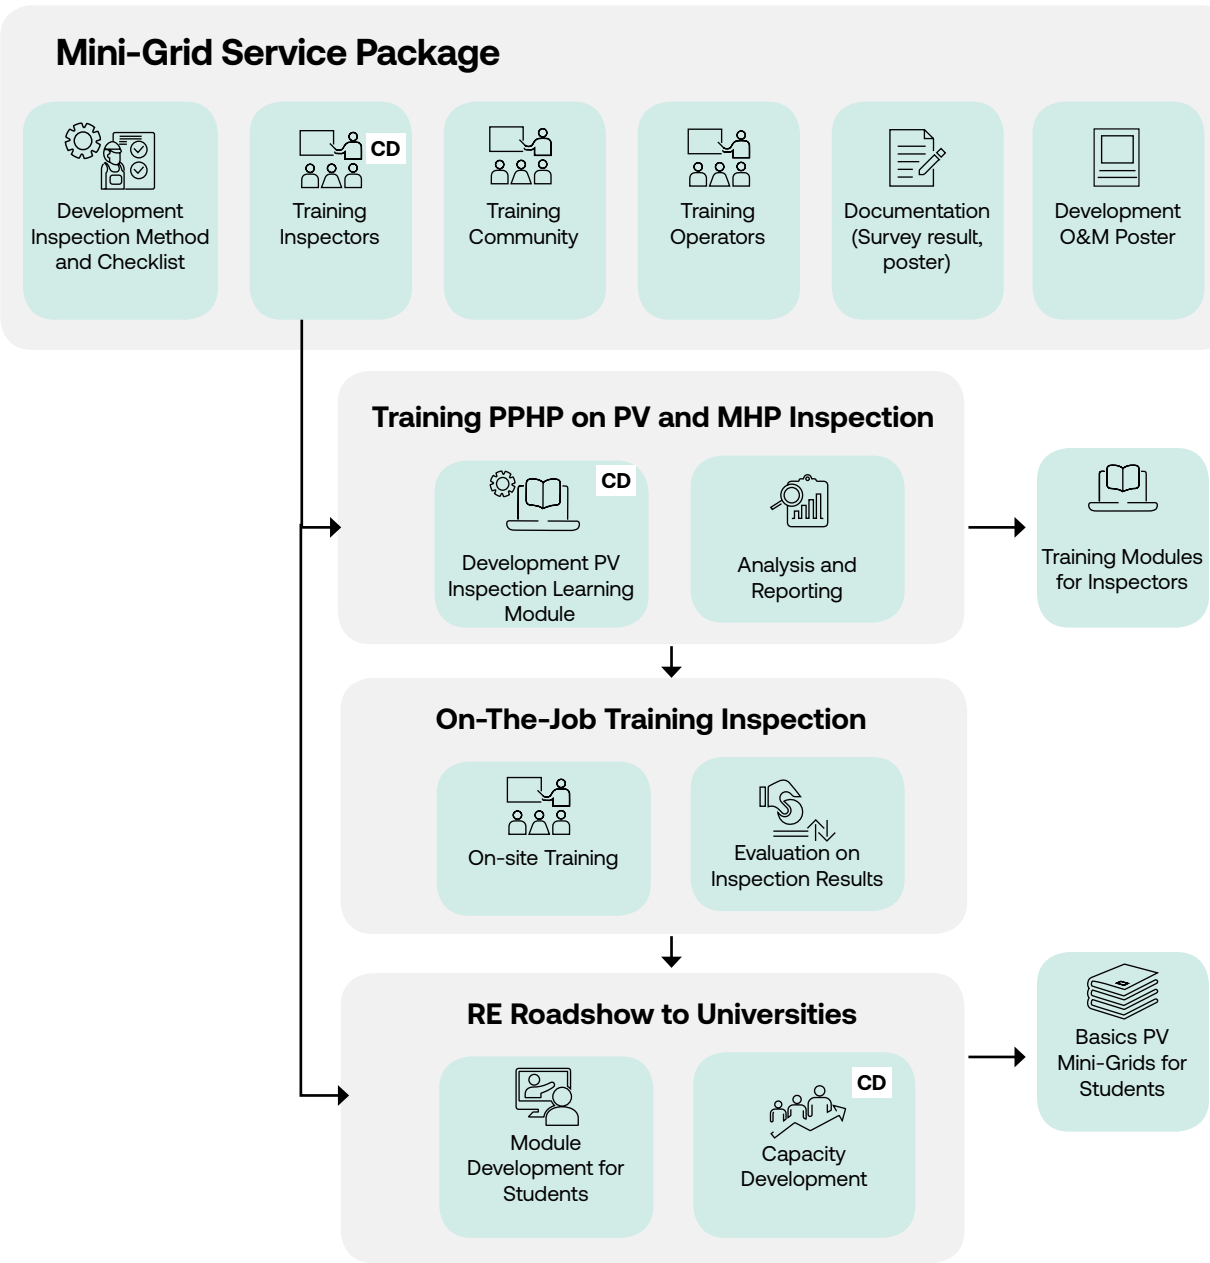 Mini-Grid Service Package
CD
Development
Inspection Method
and Checklist
Training
Inspectors
Training
Community
Training
Operators
Documentation
(Survey result,
poster)
Development
O&M Poster
Training PPHP on PV and MHP Inspection
CD
Development PV
Inspection Learning
Module
Analysis and
Reporting
Training Modules
for Inspectors
On-The-Job Training Inspection
On-site Training
Evaluation on
Inspection Results
RE Roadshow to Universities
Module
Development for
Students
CD
Capacity
Development
Basics PV
Mini-Grids for
Students